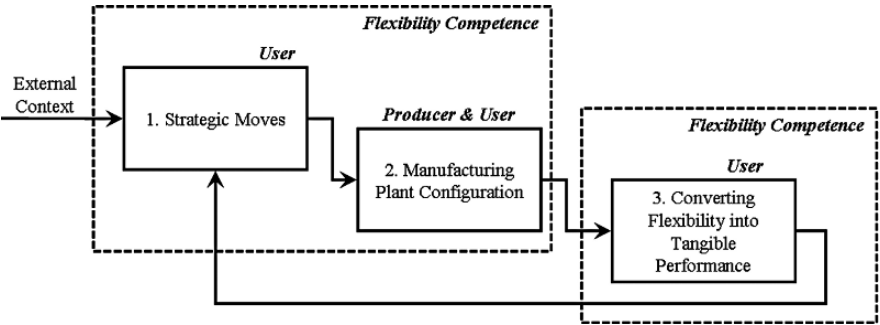 Flexibility Competence
User
External
Context
1. Strategic Moves
Producer & User
2. Manufacturing
Plant Configuration
Flexibility Competence
User
3. Converting
Flexibility into
Tangible
Performance